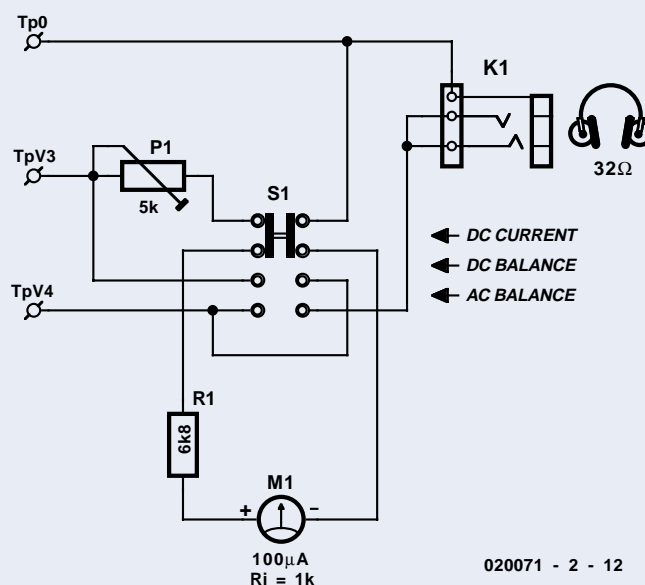 Tp0
K1
P1
TpV3
32Ω
5k
S1
DC CURRENT
DC BALANCE
AC BALANCE
TpV4
R1
6k8
M1
+
–
100µA
Ri = 1k
020071 - 2 - 12